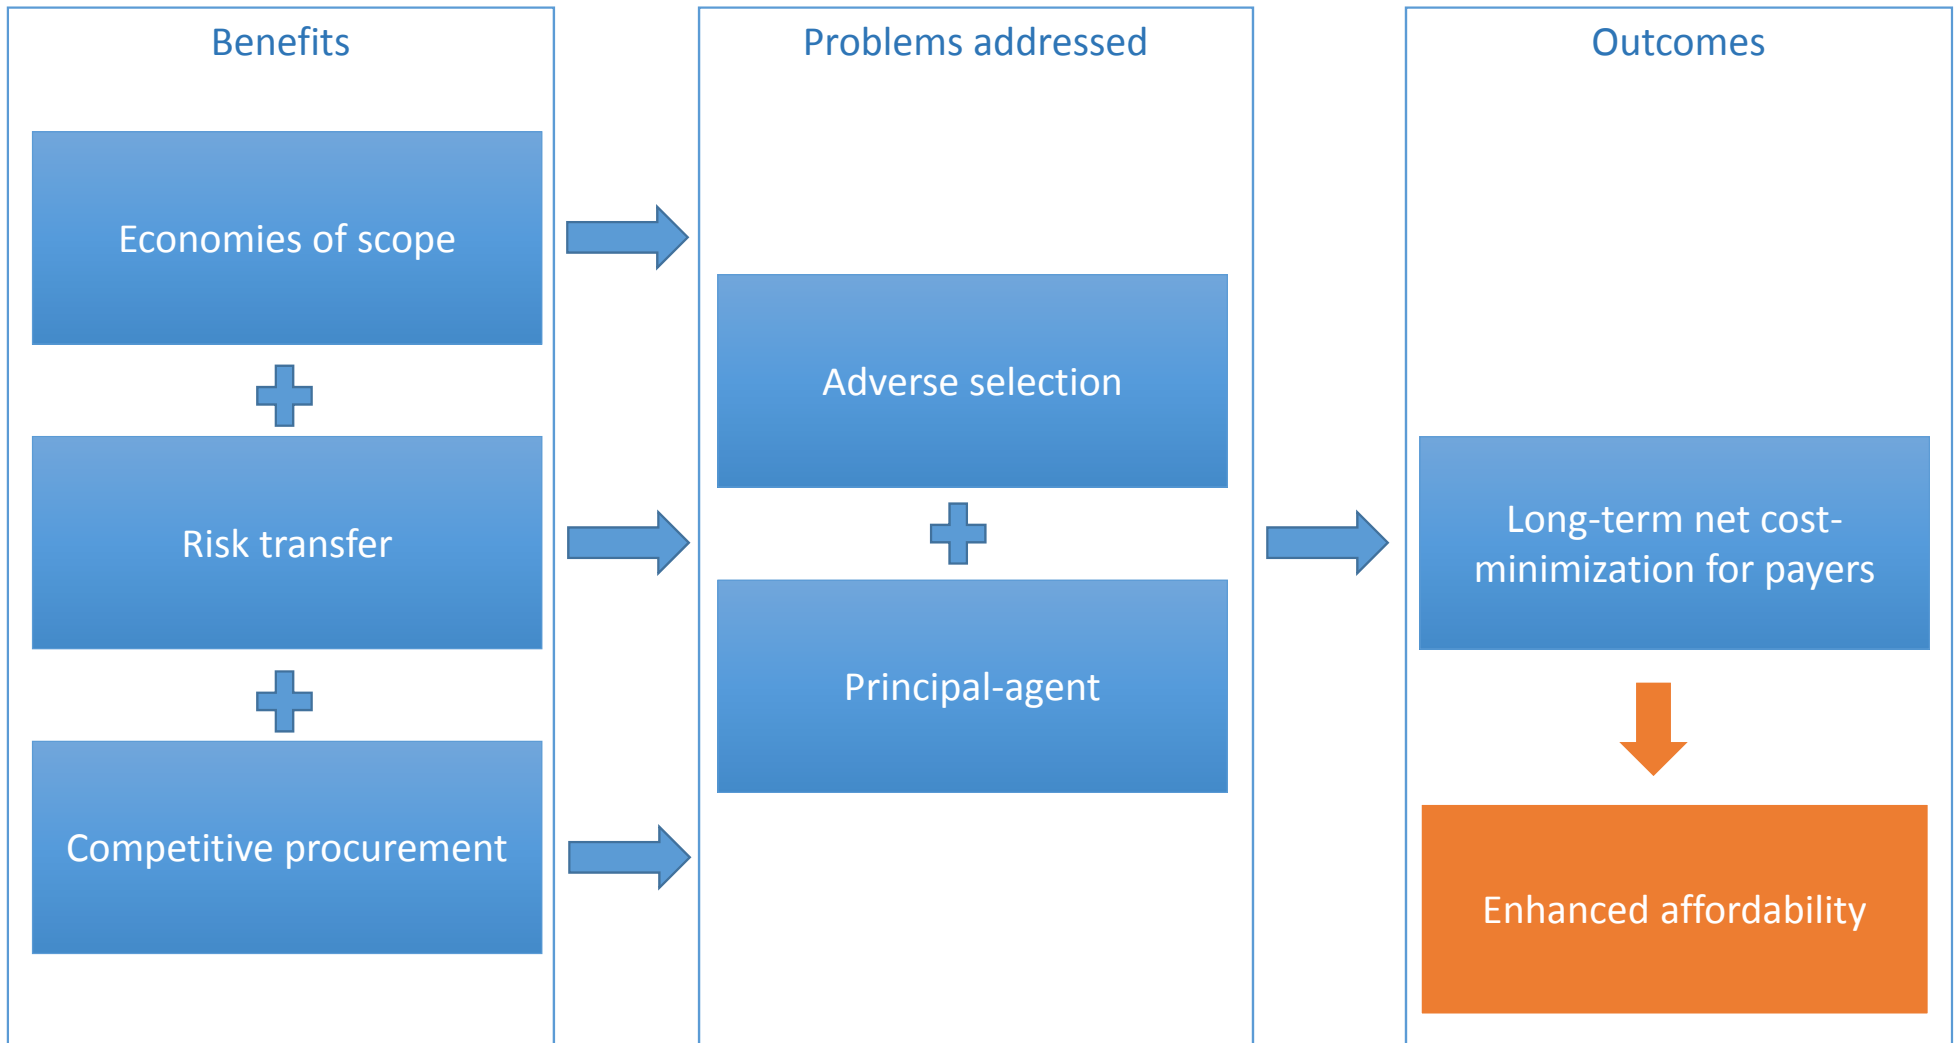 Benefits
Economies of scope
Risk transfer
Competitive procurement
Problems addressed
Adverse selection
Principal-agent
Outcomes
Long-term net cost-
minimization for payers
Enhanced affordability